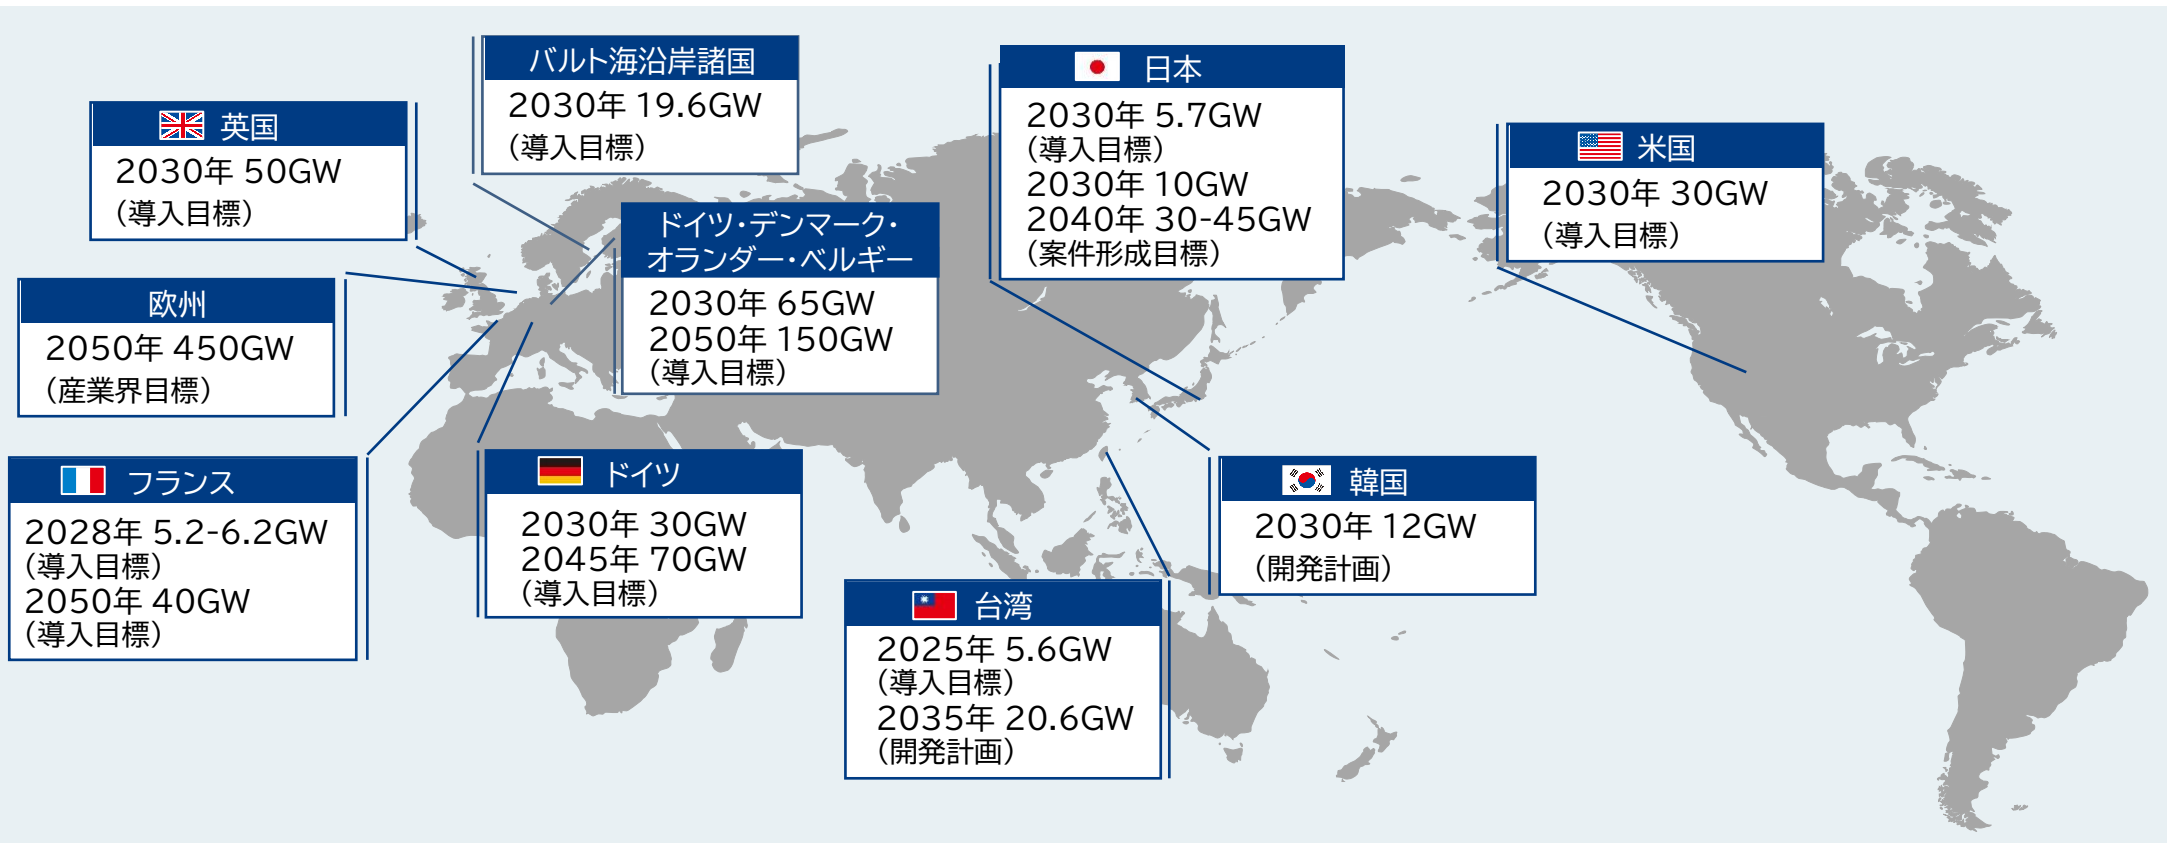 バルト海沿岸諸国
2030年 19.6GW
(導入目標)
日本
2030年 5.7GW
(導入目標)
2030年 10GW
2040年 30-45GW
(案件形成目標)
英国
2030年 50GW
(導入目標)
米国
2030年 30GW
(導入目標)
ドイツ・デンマーク・
オランダー・ベルギー
2030年 65GW
2050年 150GW
(導入目標)
欧州
2050年 450GW
(産業界目標)
フランス
2028年 5.2-6.2GW
(導入目標)
2050年 40GW
(導入目標)
ドイツ
2030年 30GW
2045年 70GW
(導入目標)
韓国
2030年 12GW
(開発計画)
台湾
2025年 5.6GW
(導入目標)
2035年 20.6GW
(開発計画)